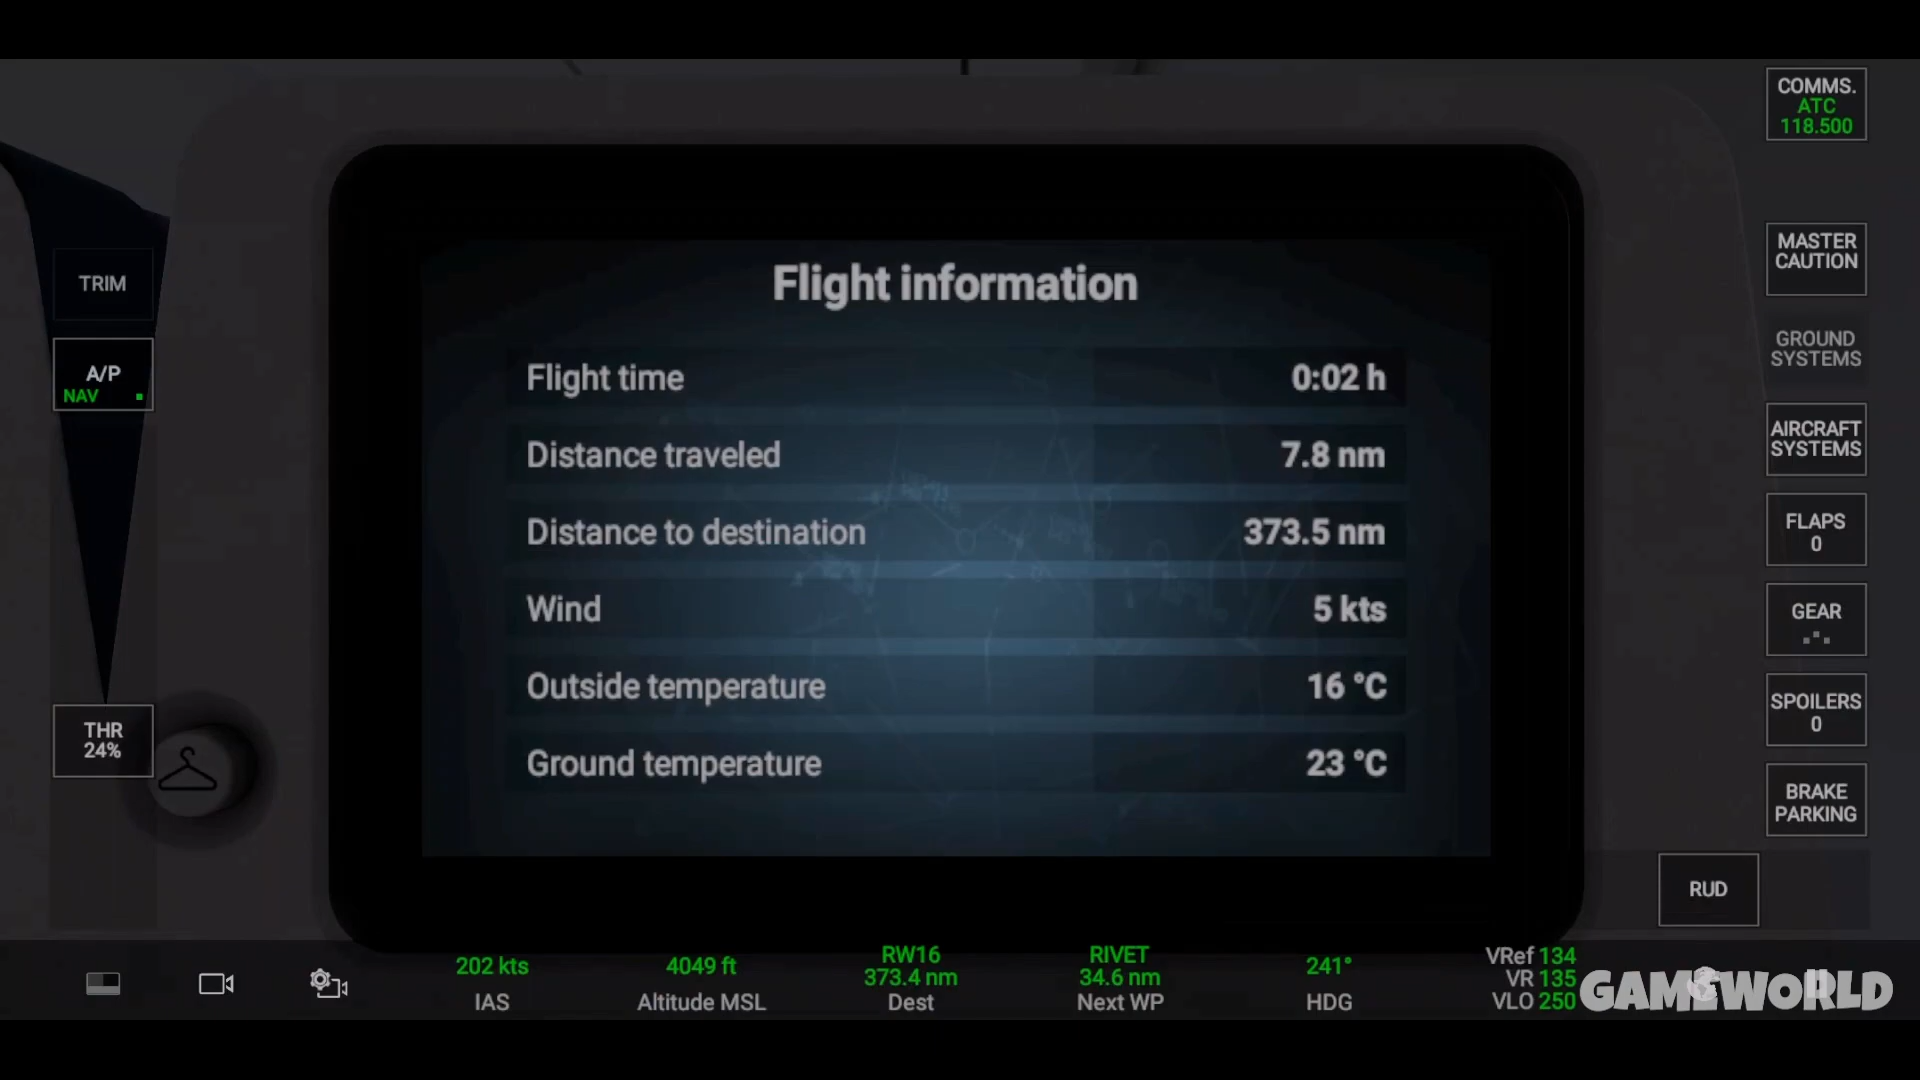 COMMS.
ATC
118.500
MASTER
CAUTION
TRIM
Flight information
GROUND
SYSTEMS
A/P
NAV
Flight time 0:02 h
AIRCRAFT
SYSTEMS
Distance traveled 7.8 nm
FLAPS
0
Distance to destination 373.5 nm
GEAR
Wind 5 kts
Outside temperature 16 °C
SPOILERS
0
THR
24%
Ground temperature 23 °C
BRAKE
PARKING
RUD
202 kts
IAS
4049 ft
Altitude MSL
RW16
373.4 nm
Dest
RIVET
34.6 nm
Next WP
241°
HDG
VRef 134
VR 135
VLO 250
GAMEWORLD